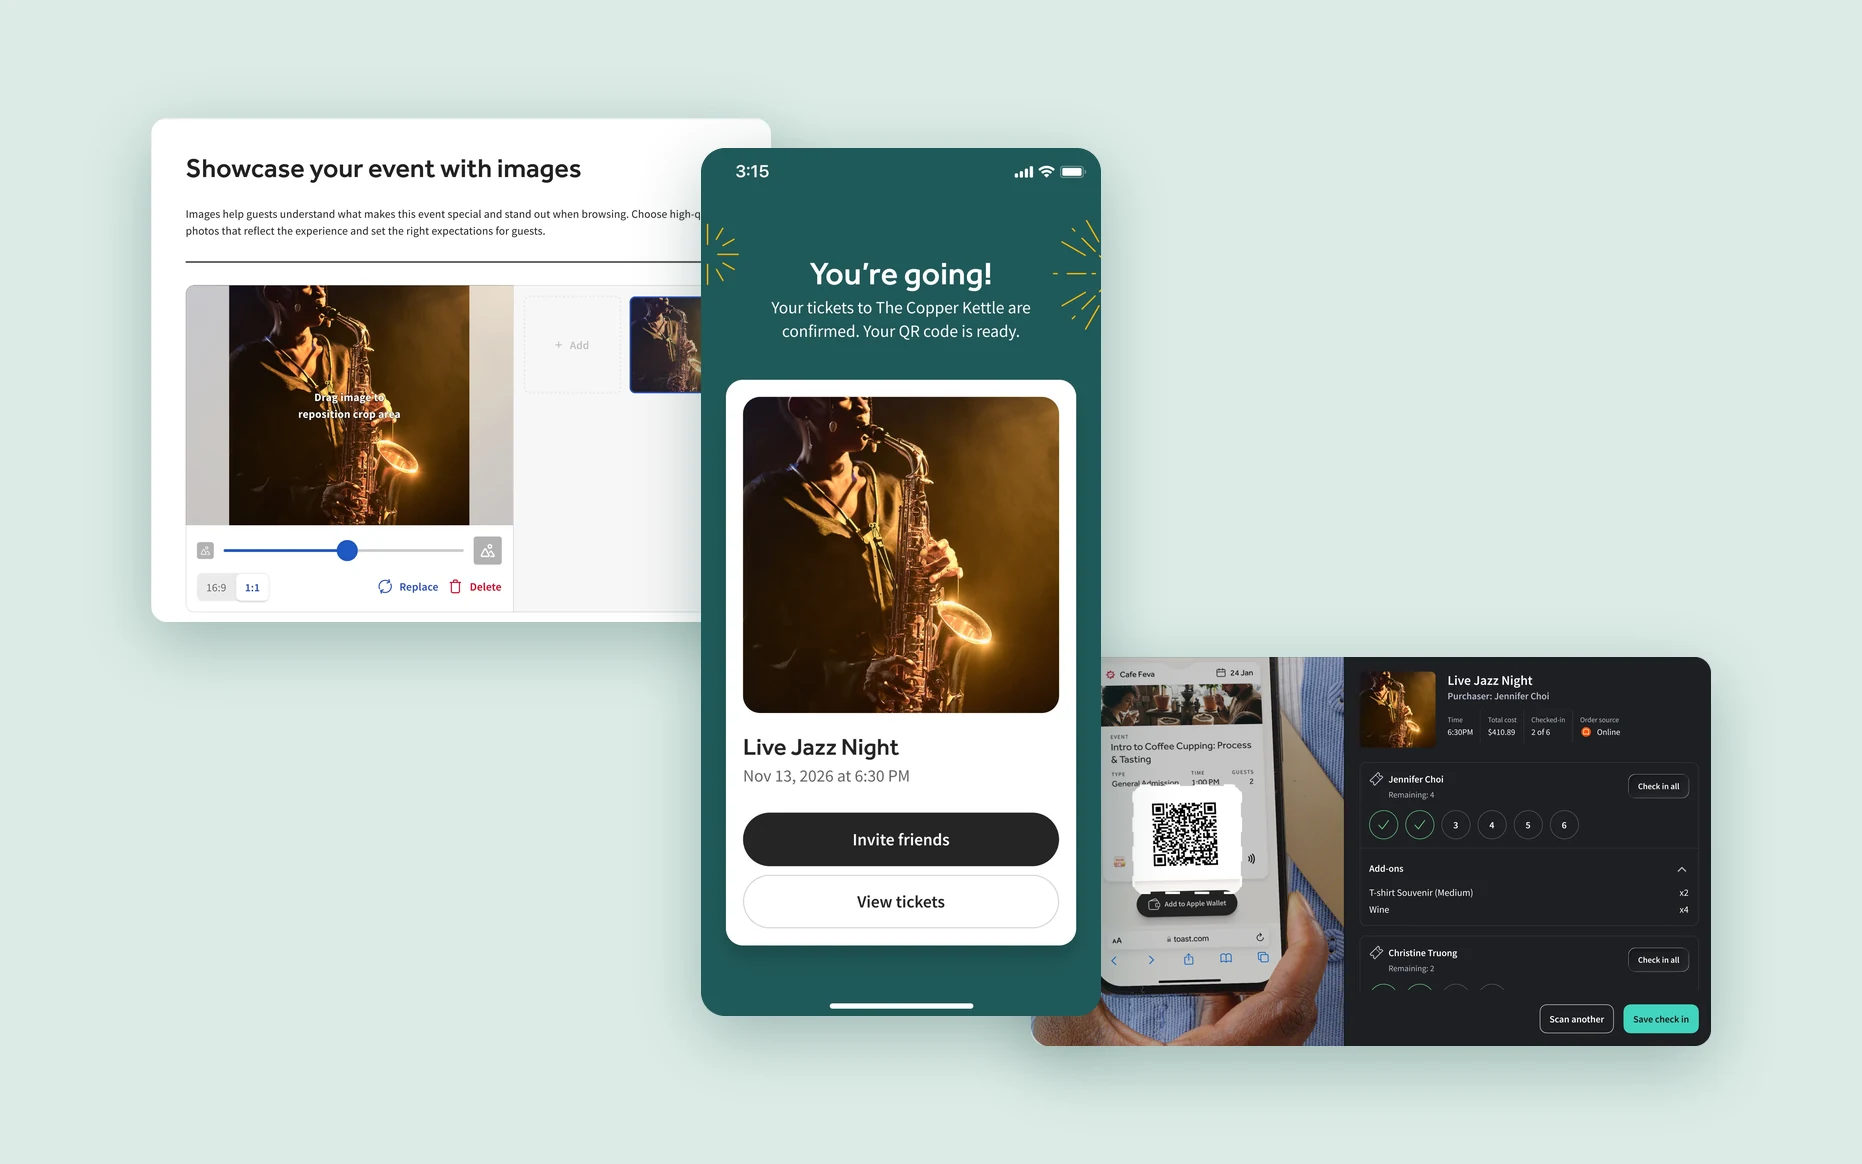 Showcase your event with images
Images help guests understand what makes this event special and stand out when browsing. Choose high-q
photos that reflect the experience and set the right expectations for guests.
Drag image to
reposition crop area
+ Add
16:9
1:1
Replace
Delete
3:15
You're going!
Your tickets to The Copper Kettle are
confirmed. Your QR code is ready.
Live Jazz Night
Nov 13, 2026 at 6:30 PM
Invite friends
View tickets
Cafe Feva
24 Jan
EVENT
Intro to Coffee Cupping: Process
& Tasting
TYPE
TIME
GUESTS
General Admission
1:00 PM
2
Add to Apple Wallet
AA
toast.com
Live Jazz Night
Purchaser: Jennifer Choi
Time
Total cost
Checked-in
Order source
6:30PM
$410.89
2 of 6
Online
Jennifer Choi
Remaining: 4
Check in all
3
4
5
6
Add-ons
T-shirt Souvenir (Medium)
x2
Wine
x4
Christine Truong
Remaining: 2
Check in all
Scan another
Save check in